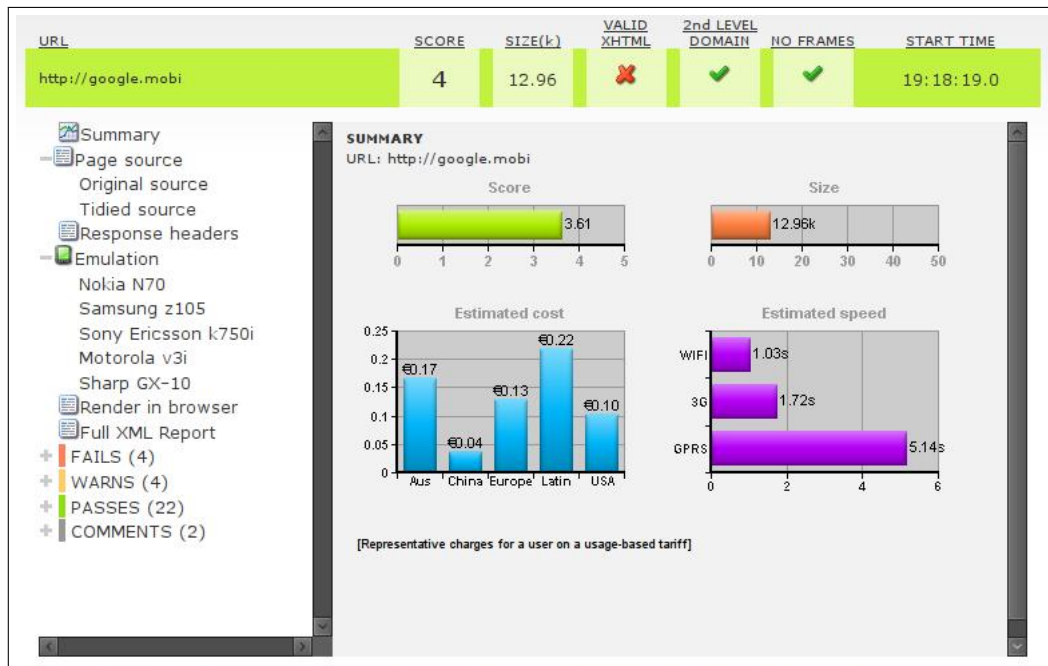 URL SCORE SIZE(k) VALID XHTML 2nd LEVEL DOMAIN NO FRAMES START TIME
http://google.mobi 4 12.96 19:18:19.0
Summary
Page source
Original source
Tidied source
Response headers
Emulation
Nokia N70
Samsung z105
Sony Ericsson k750i
Motorola v3i
Sharp GX-10
Render in browser
Full XML Report
FAILS (4)
WARNS (4)
PASSES (22)
COMMENTS (2)
SUMMARY
URL: http://google.mobi
Score
3.61
0 1 2 3 4 5
Size
12.96k
0 10 20 30 40 50
Estimated cost
0.25
0.2
0.15
0.1
0.05
0
€0.17 €0.04 €0.13 €0.22 €0.10
Aus China Europe Latin USA
Estimated speed
WIFI 1.03s
3G 1.72s
GPRS 5.14s
0 2 4 6
[Representative charges for a user on a usage-based tariff]